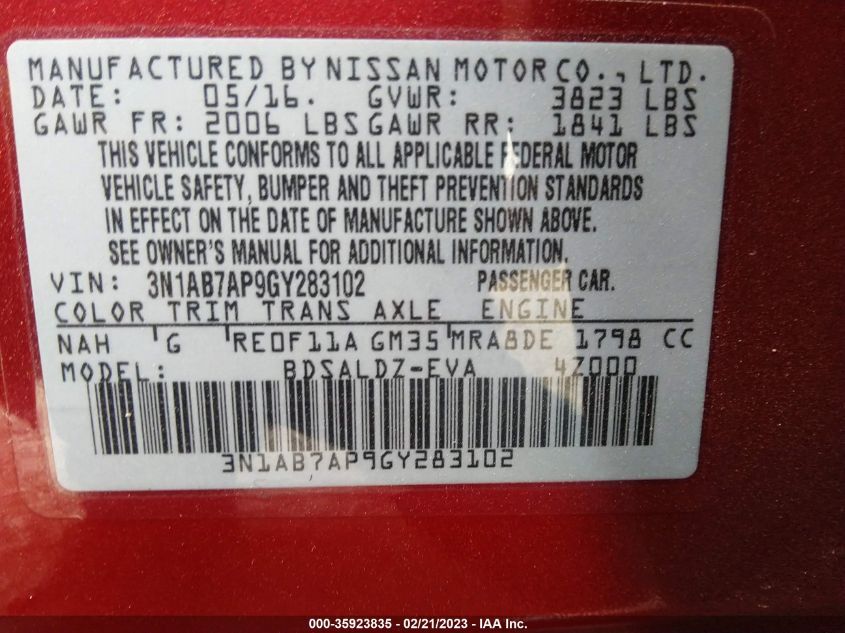 MANUFACTURED BY NISSAN MOTOR CO., LTD.
DATE: 05/16. GVWR: 3823 LBS
GAWR FR: 2006 LBS GAWR RR: 1841 LBS
THIS VEHICLE CONFORMS TO ALL APPLICABLE FEDERAL MOTOR
VEHICLE SAFETY, BUMPER AND THEFT PREVENTION STANDARDS
IN EFFECT ON THE DATE OF MANUFACTURE SHOWN ABOVE.
SEE OWNER'S MANUAL FOR ADDITIONAL INFORMATION.
VIN: 3N1AB7AP9GY283102 PASSENGER CAR.
COLOR TRIM TRANS AXLE ENGINE
NAH G RE0F11A GM35 MRA8DE 1798 CC
MODEL: BDSALDZ-EVA 4Z000
3N1AB7AP9GY283102
000-35923835 - 02/21/2023 - IAA Inc.